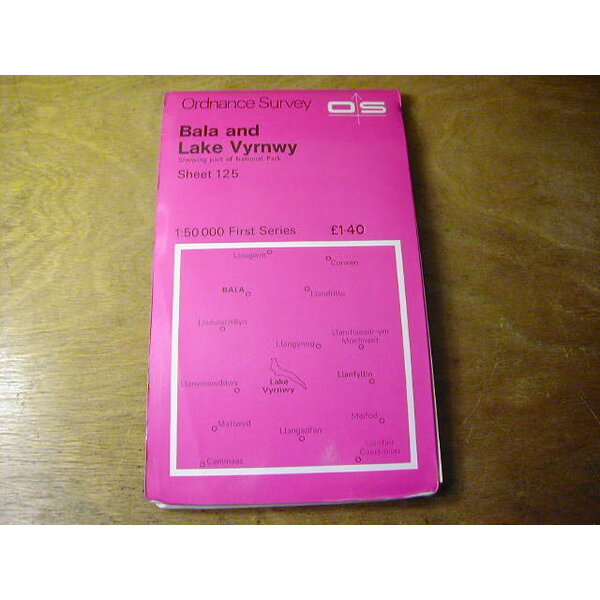 Ordnance Survey OS
Bala and
Lake Vyrnwy
Showing part of National Park
Sheet 125
1:50 000 First Series £1·40
Llangwm
Corwen
BALA
Llandrillo
Llanuwchllyn
Llanrhaeadr-ym
Mochnant
Llangynog
Lake
Vyrnwy
Llanfyllin
Llanymawddwy
Mallwyd
Meifod
Llangadfan
Llanfair
Caereinion
Cemmaes